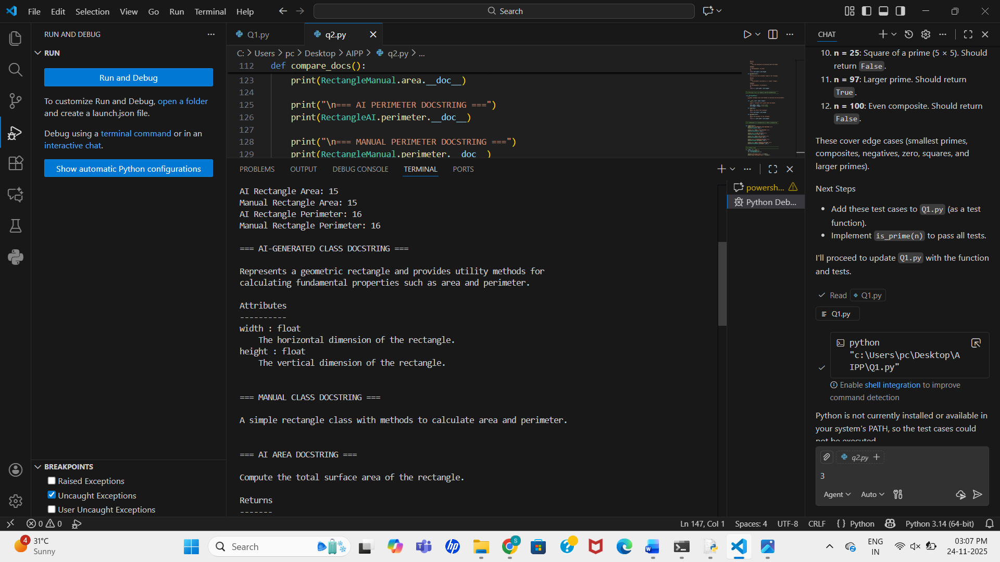 File Edit Selection View Go Run Terminal Help
Search
RUN AND DEBUG
RUN
Run and Debug
To customize Run and Debug, open a folder
and create a launch.json file.
Debug using a terminal command or in an
interactive chat.
Show automatic Python configurations
BREAKPOINTS
Raised Exceptions
Uncaught Exceptions
User Uncaught Exceptions
Q1.py
q2.py
C: > Users > pc > Desktop > AIPP > q2.py > ...
112 def compare_docs():
123 print(RectangleManual.area.__doc__)
124
125 print("\n=== AI PERIMETER DOCSTRING ===")
126 print(RectangleAI.perimeter.__doc__)
127
128 print("\n=== MANUAL PERIMETER DOCSTRING ===")
129 print(RectangleManual.perimeter.__doc__)
PROBLEMS OUTPUT DEBUG CONSOLE TERMINAL PORTS
AI Rectangle Area: 15
Manual Rectangle Area: 15
AI Rectangle Perimeter: 16
Manual Rectangle Perimeter: 16
=== AI-GENERATED CLASS DOCSTRING ===
Represents a geometric rectangle and provides utility methods for
calculating fundamental properties such as area and perimeter.
Attributes
----------
width : float
The horizontal dimension of the rectangle.
height : float
The vertical dimension of the rectangle.
=== MANUAL CLASS DOCSTRING ===
A simple rectangle class with methods to calculate area and perimeter.
=== AI AREA DOCSTRING ===
Compute the total surface area of the rectangle.
Returns
-------
powersh...
Python Deb...
CHAT
10. n = 25: Square of a prime (5 × 5). Should
return False.
11. n = 97: Larger prime. Should return
True.
12. n = 100: Even composite. Should return
False.
These cover edge cases (smallest primes,
composites, negatives, zero, squares, and
larger primes).
Next Steps
• Add these test cases to Q1.py (as a test
function).
• Implement is_prime(n) to pass all tests.
I'll proceed to update Q1.py with the function
and tests.
Read Q1.py
Q1.py
python
"c:\Users\pc\Desktop\A
IPP\Q1.py"
Enable shell integration to improve
command detection
Python is not currently installed or available in
your system's PATH, so the test cases could
not be executed
q2.py
3
Agent Auto
0 0
Ln 147, Col 1 Spaces: 4 UTF-8 CRLF { } Python Python 3.14 (64-bit)
4
31°C
Sunny
Search
hp
S
ENG
IN
03:07 PM
24-11-2025